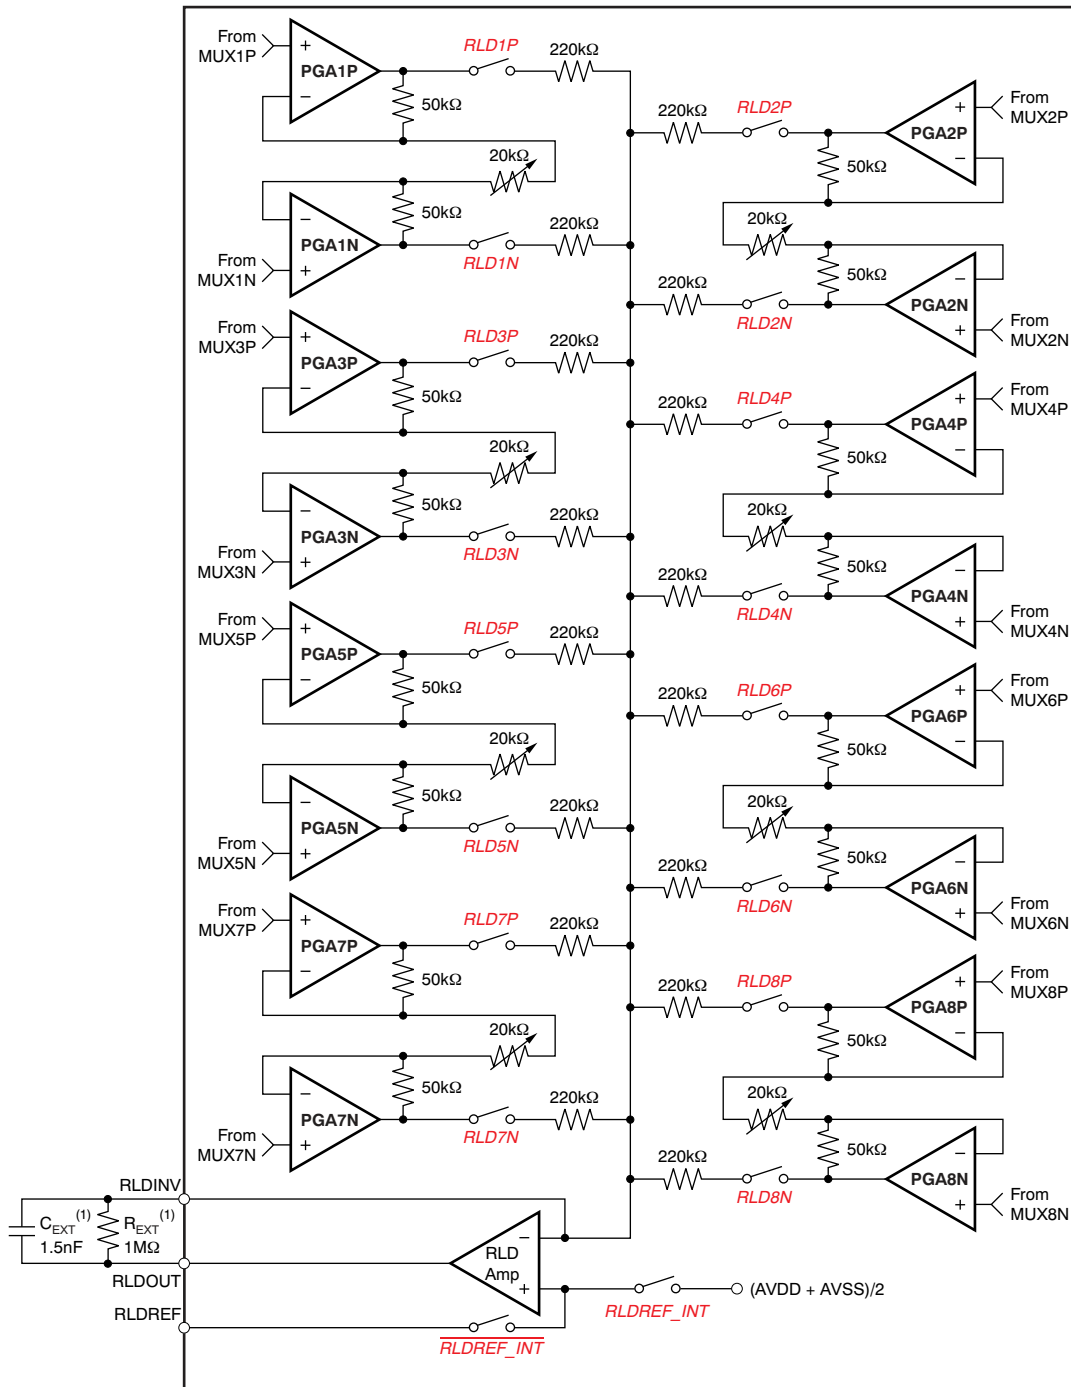 From
MUX1P
+
PGA1P
−
RLD1P
220kΩ
50kΩ
20kΩ
−
PGA1N
+
50kΩ
From
MUX1N
RLD1N
220kΩ
From
MUX3P
+
PGA3P
−
RLD3P
220kΩ
50kΩ
20kΩ
−
PGA3N
+
50kΩ
From
MUX3N
RLD3N
220kΩ
From
MUX5P
+
PGA5P
−
RLD5P
220kΩ
50kΩ
20kΩ
−
PGA5N
+
50kΩ
From
MUX5N
RLD5N
220kΩ
From
MUX7P
+
PGA7P
−
RLD7P
220kΩ
50kΩ
20kΩ
−
PGA7N
+
50kΩ
From
MUX7N
RLD7N
220kΩ
220kΩ
RLD2P
+
PGA2P
−
From
MUX2P
50kΩ
20kΩ
50kΩ
220kΩ
RLD2N
−
PGA2N
+
From
MUX2N
220kΩ
RLD4P
+
PGA4P
−
From
MUX4P
50kΩ
20kΩ
50kΩ
220kΩ
RLD4N
−
PGA4N
+
From
MUX4N
220kΩ
RLD6P
+
PGA6P
−
From
MUX6P
50kΩ
20kΩ
50kΩ
220kΩ
RLD6N
−
PGA6N
+
From
MUX6N
220kΩ
RLD8P
+
PGA8P
−
From
MUX8P
50kΩ
20kΩ
50kΩ
220kΩ
RLD8N
−
PGA8N
+
From
MUX8N
RLDINV
CEXT(1)
1.5nF
REXT(1)
1MΩ
RLDOUT
RLDREF
−
RLD
Amp
+
RLDREF_INT
(AVDD + AVSS)/2
RLDREF_INT